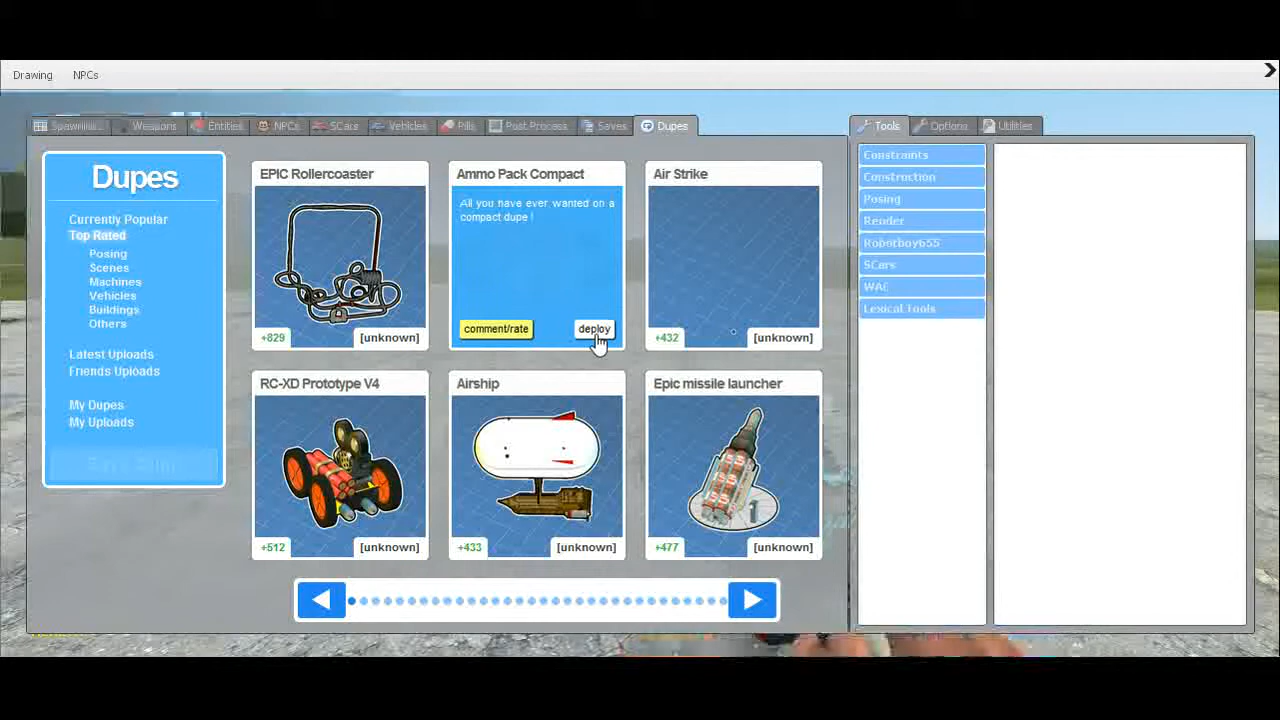 Drawing NPCs
Weapons Entities NPCs SCars Vehicles Pills Post Process Saves Dupes
Tools Options Utilities
Dupes
Currently Popular
Top Rated
Posing
Scenes
Machines
Vehicles
Buildings
Others
Latest Uploads
Friends Uploads
My Dupes
My Uploads
EPIC Rollercoaster
+829 [unknown]
Ammo Pack Compact
All you have ever wanted on a
compact dupe !
comment/rate deploy
Air Strike
+432 [unknown]
RC-XD Prototype V4
+512 [unknown]
Airship
+433 [unknown]
Epic missile launcher
+477 [unknown]
Constraints
Construction
Posing
Render
Robotboy655
SCars
Lexical Tools